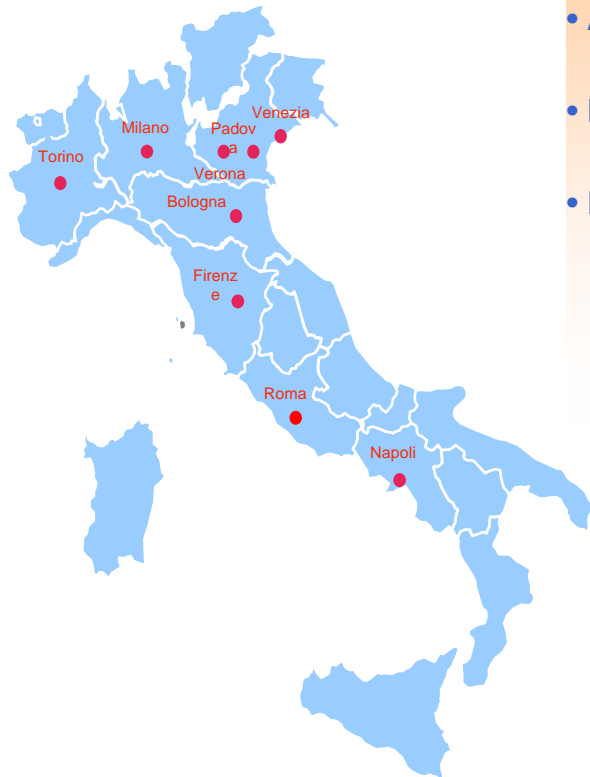 Venezia
Milano
Padov
a
Torino
Verona
Bologna
Firenz
e
Roma
Napoli